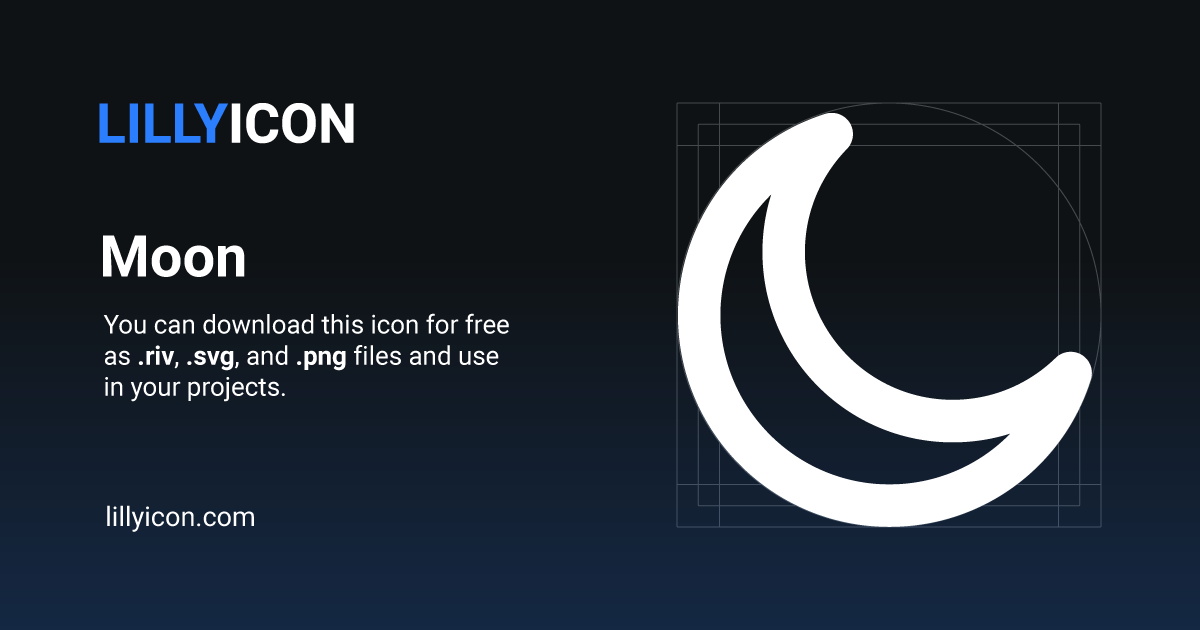 LILLYICON
Moon
You can download this icon for free
as .riv, .svg, and .png files and use
in your projects.
lillyicon.com